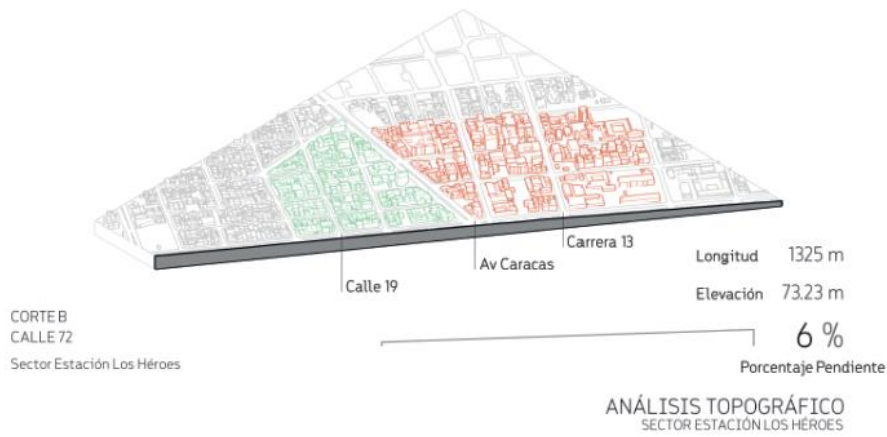 Carrera 13
Av Caracas
Calle 19
Longitud 1325 m
Elevación 73.23 m
6 %
Porcentaje Pendiente
CORTE B
CALLE 72
Sector Estación Los Héroes
ANÁLISIS TOPOGRÁFICO
SECTOR ESTACIÓN LOS HÉROES